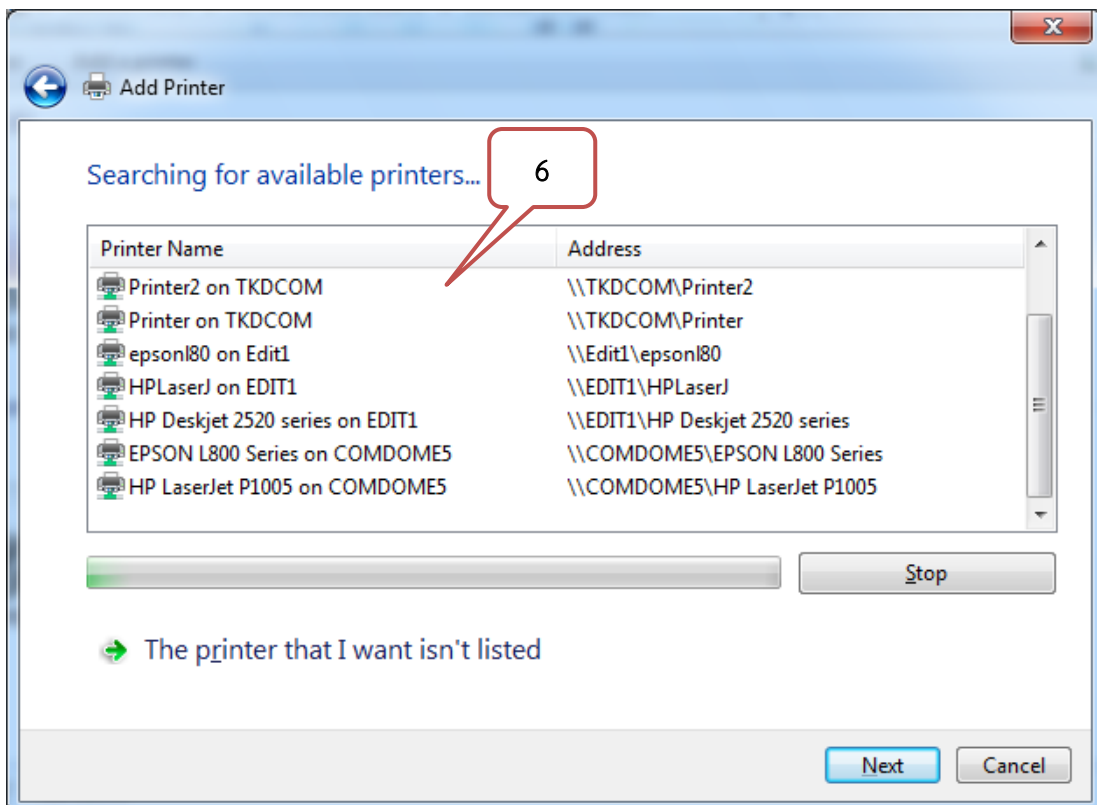 Add Printer
Searching for available printers...
6
Printer Name Address
Printer2 on TKDCOM \\TKDCOM\Printer2
Printer on TKDCOM \\TKDCOM\Printer
epsonl80 on Edit1 \\Edit1\epsonl80
HPLaserJ on EDIT1 \\EDIT1\HPLaserJ
HP Deskjet 2520 series on EDIT1 \\EDIT1\HP Deskjet 2520 series
EPSON L800 Series on COMDOME5 \\COMDOME5\EPSON L800 Series
HP LaserJet P1005 on COMDOME5 \\COMDOME5\HP LaserJet P1005
Stop
The printer that I want isn't listed
Next Cancel